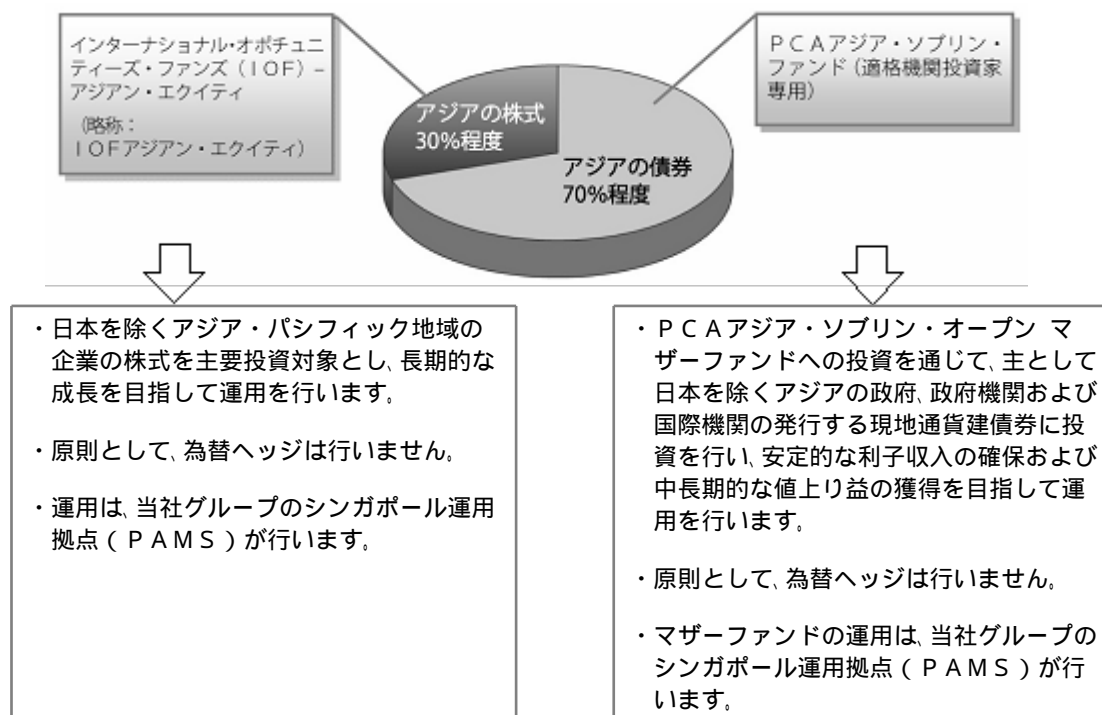 インターナショナル・オポチュニ
ティーズ・ファンズ（ＩＯＦ）－
アジアン・エクイティ
（略称：
ＩＯＦアジアン・エクイティ）
ＰＣＡアジア・ソブリン・
ファンド（適格機関投資家
専用）
アジアの株式
30%程度
アジアの債券
70%程度
・日本を除くアジア・パシフィック地域の
企業の株式を主要投資対象とし、長期的な
成長を目指して運用を行います。
・原則として、為替ヘッジは行いません。
・運用は、当社グループのシンガポール運用
拠点（ＰＡＭＳ）が行います。
・ＰＣＡアジア・ソブリン・オープン マ
ザーファンドへの投資を通じて、主として
日本を除くアジアの政府、政府機関および
国際機関の発行する現地通貨建債券に投
資を行い、安定的な利子収入の確保および
中長期的な値上り益の獲得を目指して運
用を行います。
・原則として、為替ヘッジは行いません。
・マザーファンドの運用は、当社グループの
シンガポール運用拠点（ＰＡＭＳ）が行
います。